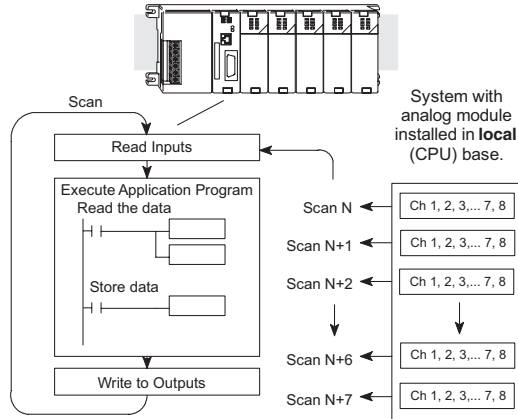 Scan
System with
analog module
installed in local
(CPU) base.
Read Inputs
Execute Application Program
Read the data
Store data
Write to Outputs
Scan N
Ch 1, 2, 3,... 7, 8
Scan N+1
Ch 1, 2, 3,... 7, 8
Scan N+2
Ch 1, 2, 3,... 7, 8
Scan N+6
Ch 1, 2, 3,... 7, 8
Scan N+7
Ch 1, 2, 3,... 7, 8